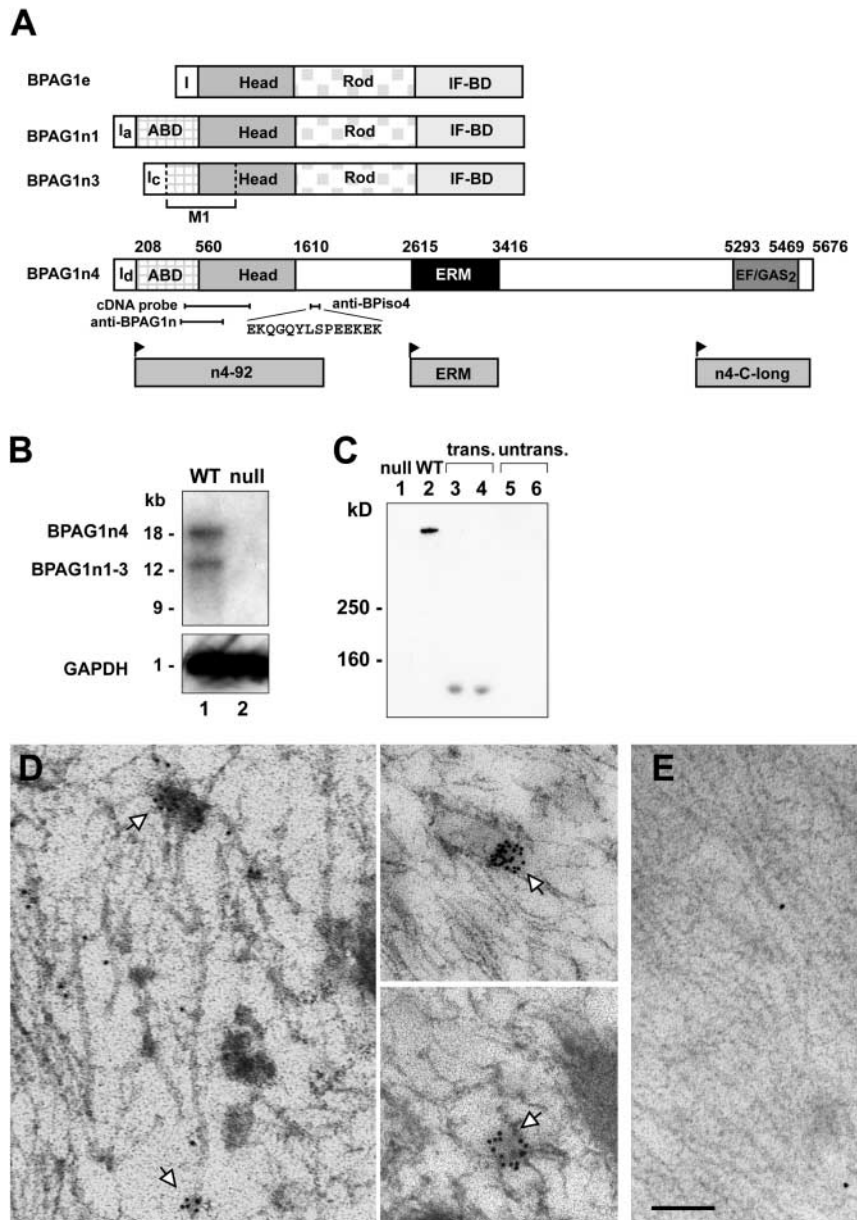 A
BPAG1e I Head Rod IF-BD
BPAG1n1 Ia ABD Head Rod IF-BD
BPAG1n3 Ic Head Rod IF-BD
M1
208 560 1610 2615 3416 5293 5469 5676
BPAG1n4 Id ABD Head ERM EF/GAS2
cDNA probe anti-BPiso4
anti-BPAG1n EKQGQYLSPEEKEK
n4-92 ERM n4-C-long
B
WT null
kb
BPAG1n4 18 -
BPAG1n1-3 12 -
9 -
GAPDH 1 -
1 2
C
trans. untrans.
null WT
1 2 3 4 5 6
kD
250 -
160 -
D
E